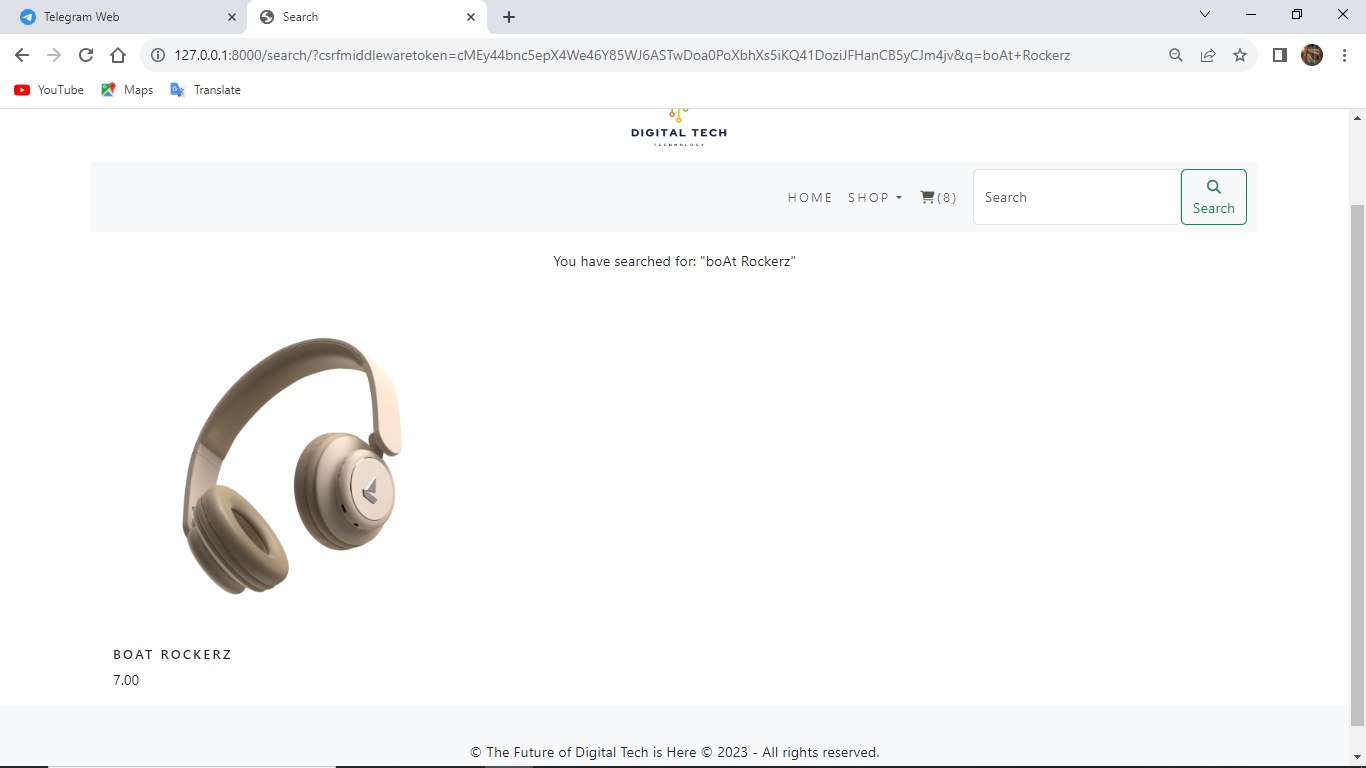 Telegram Web
Search
127.0.0.1:8000/search/?csrfmiddlewaretoken=cMEy44bnc5epX4We46Y85WJ6ASTwDoa0PoXbhXs5iKQ41DoziJFHanCB5yCJm4jv&q=boAt+Rockerz
YouTube
Maps
Translate
DIGITAL TECH
TECHNOLOGY
HOME
SHOP
(8)
Search
Search
You have searched for: "boAt Rockerz"
BOAT ROCKERZ
7.00
© The Future of Digital Tech is Here © 2023 - All rights reserved.